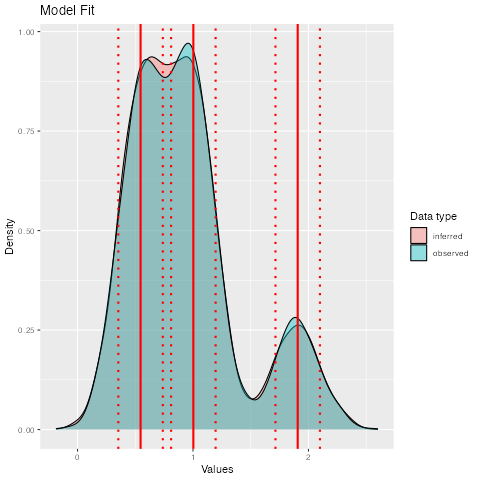 Model Fit
1.00
0.75
0.50
0.25
0.00
Density
0
1
2
Values
Data type
inferred
observed